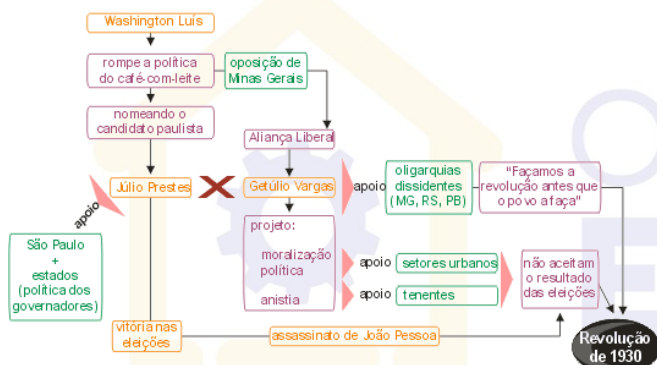 Washington Luís
rompe a política
do café-com-leite
oposição de
Minas Gerais
nomeando o
candidato paulista
Aliança Liberal
Júlio Prestes
Getúlio Vargas
apoio
oligarquias
dissidentes
(MG, RS, PB)
"Façamos a
revolução antes que
o povo a faça"
apoio
São Paulo
+
estados
(política dos
governadores)
projeto:
moralização
política
anistia
apoio
setores urbanos
apoio
tenentes
não aceitam
o resultado
das eleições
vitória nas
eleições
assassinato de João Pessoa
Revolução
de 1930